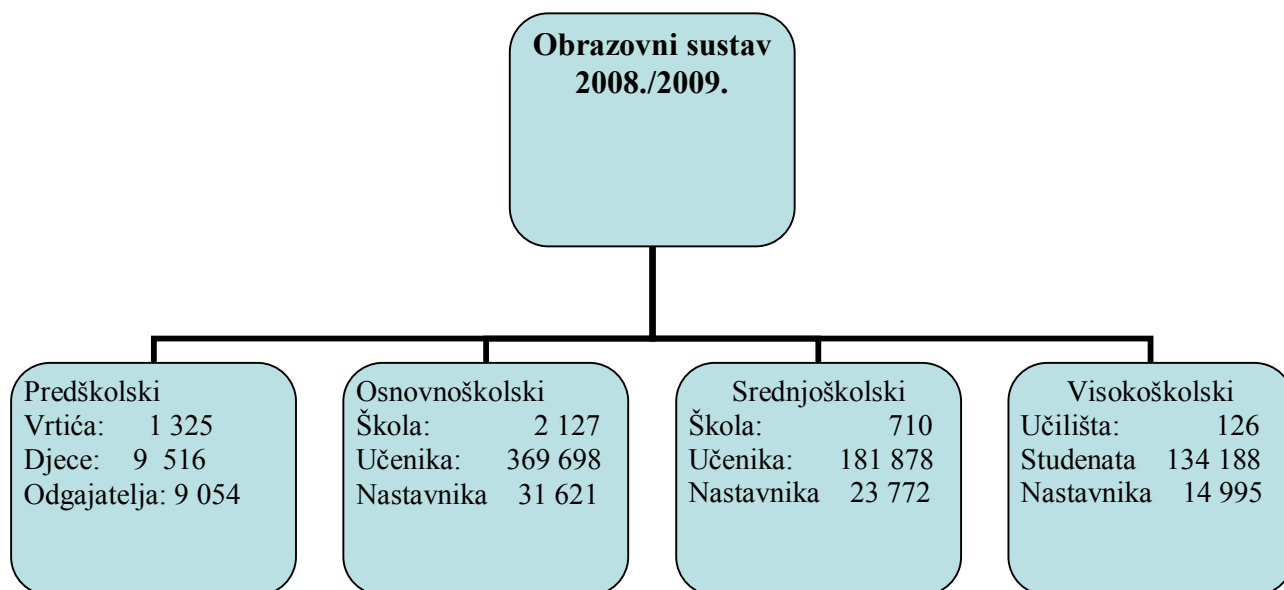 Obrazovni sustav
2008./2009.
Predškolski
Vrtića: 1 325
Djece: 9 516
Odgajatelja: 9 054
Osnovnoškolski
Škola: 2 127
Učenika: 369 698
Nastavnika 31 621
Srednjoškolski
Škola: 710
Učenika: 181 878
Nastavnika 23 772
Visokoškolski
Učilišta: 126
Studenata 134 188
Nastavnika 14 995